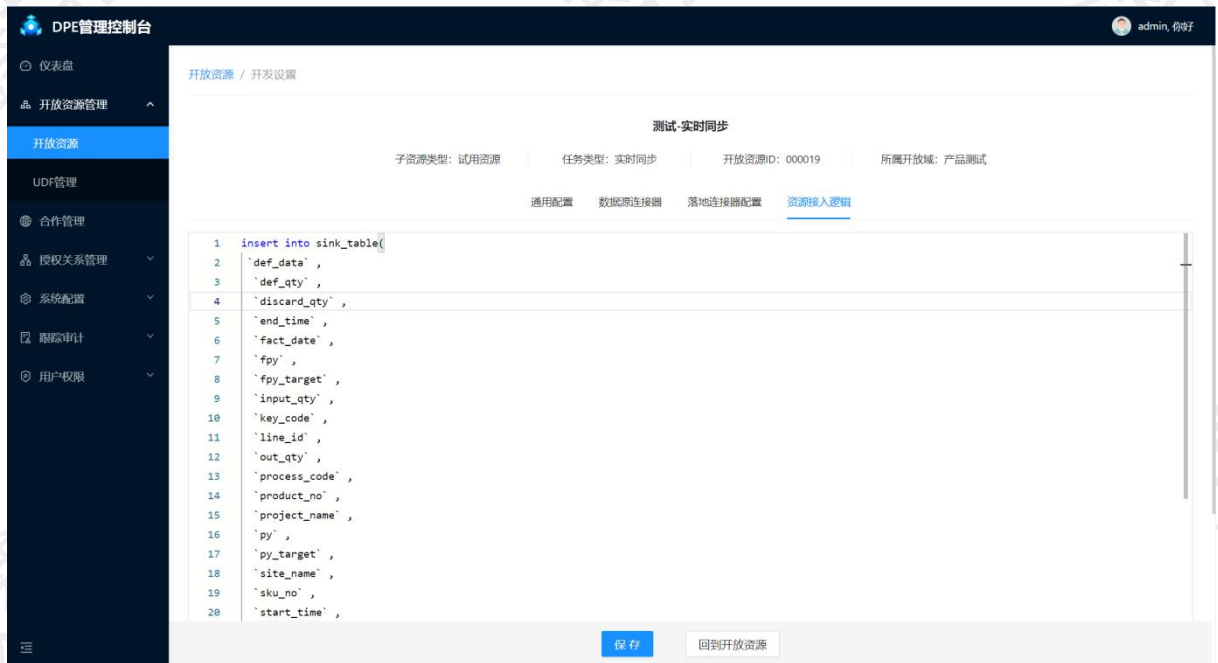 DPE管理控制台
admin, 你好
仪表盘
开放资源管理
开放资源
UDF管理
合作管理
授权关系管理
系统配置
跟踪审计
用户权限
开放资源 / 开发设置
测试-实时同步
子资源类型：试用资源 任务类型：实时同步 开放资源ID：000019 所属开放域：产品测试
通用配置 数据源连接器 落地连接器配置 资源接入逻辑
1 insert into sink_table(
2 `def_data` ,
3 `def_qty` ,
4 `discard_qty` ,
5 `end_time` ,
6 `fact_date` ,
7 `fpy` ,
8 `fpy_target` ,
9 `input_qty` ,
10 `key_code` ,
11 `line_id` ,
12 `out_qty` ,
13 `process_code` ,
14 `product_no` ,
15 `project_name` ,
16 `py` ,
17 `py_target` ,
18 `site_name` ,
19 `sku_no` ,
20 `start_time` ,
保存 回到开放资源